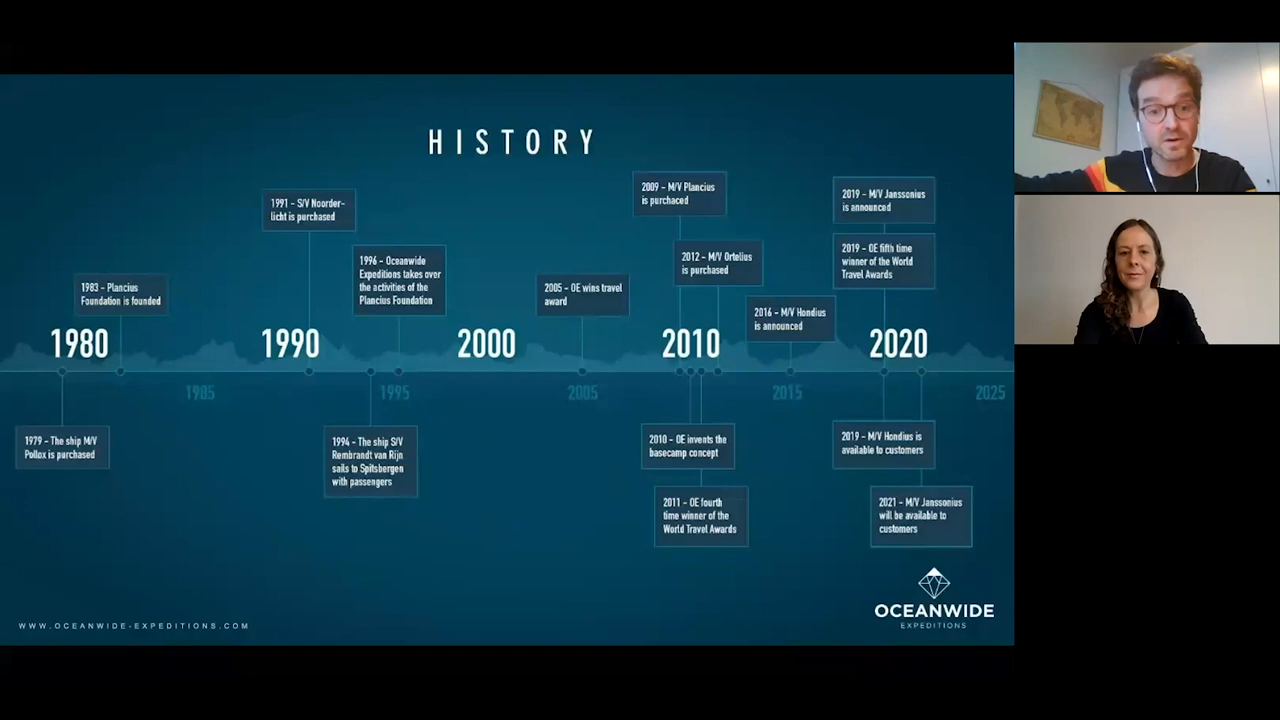 HISTORY
1991 - S/V Noorder-
licht is purchased
2009 - M/V Plancius
is purchaced
2019 - M/V Janssonius
is announced
1996 - Oceanwide
Expeditions takes over
the activities of the
Plancius Foundation
2012 - M/V Ortelius
is purchased
2019 - OE fifth time
winner of the World
Travel Awards
1983 - Plancius
Foundation is founded
2005 - OE wins travel
award
2016 - M/V Hondius
is announced
1980
1990
2000
2010
2020
1985
1995
2005
2015
2025
1979 - The ship M/V
Pollox is purchased
1994 - The ship S/V
Rembrandt van Rijn
sails to Spitsbergen
with passengers
2010 - OE invents the
basecamp concept
2019 - M/V Hondius is
available to customers
2011 - OE fourth
time winner of the
World Travel Awards
2021 - M/V Janssonius
will be available to
customers
WWW.OCEANWIDE-EXPEDITIONS.COM
OCEANWIDE
EXPEDITIONS